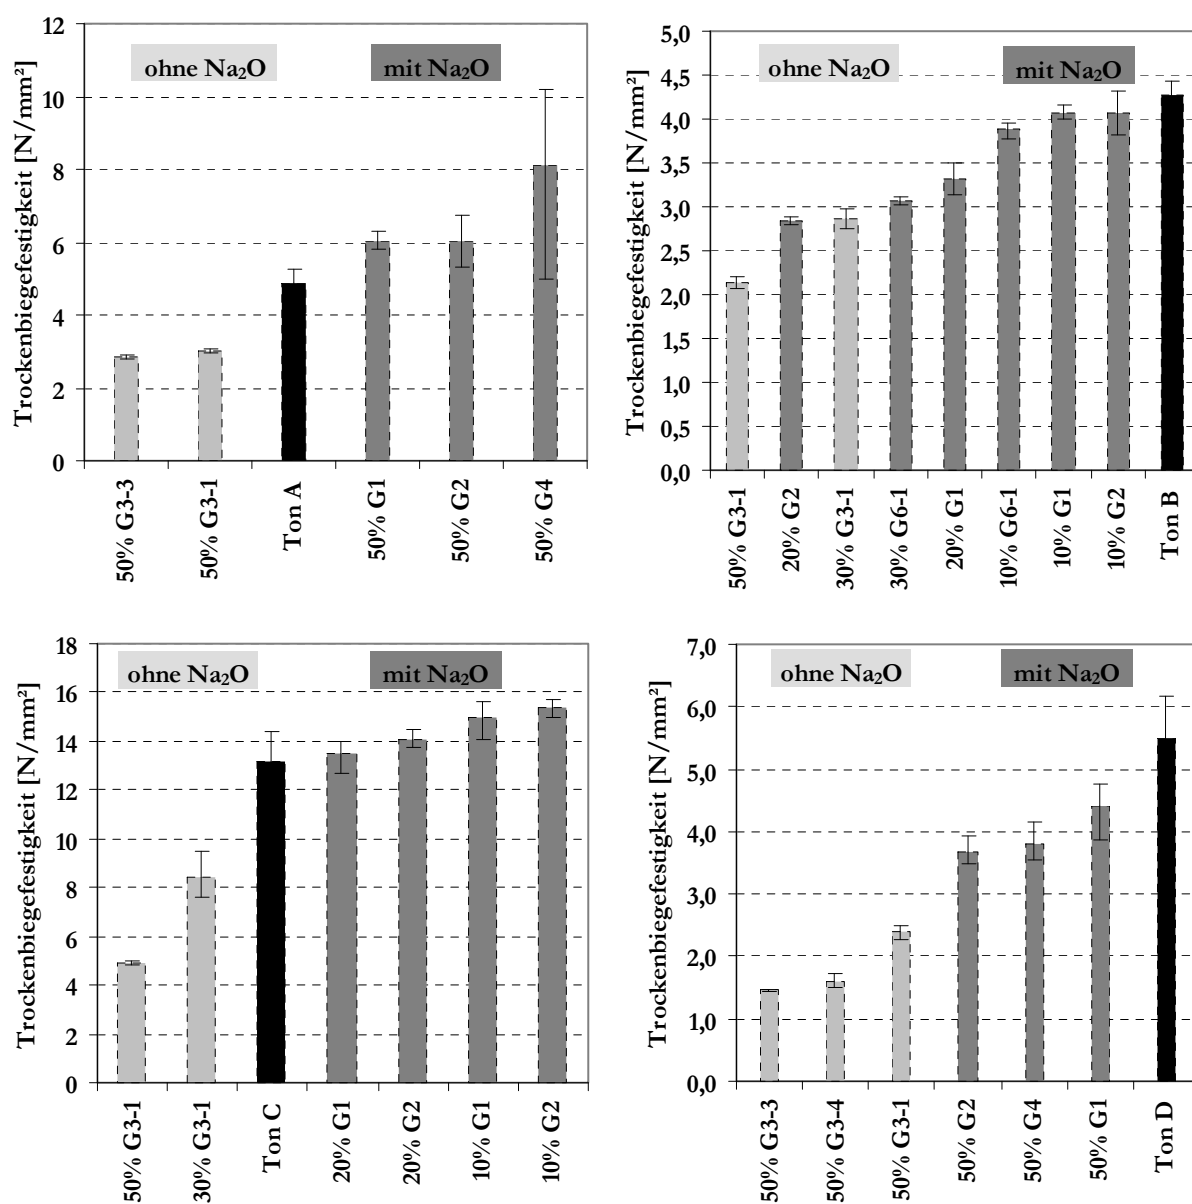 Trockenbiegefestigkeit [N/mm²]
12
10
8
6
4
2
0
ohne Na₂O
mit Na₂O
50% G3-3
50% G3-1
Ton A
50% G1
50% G2
50% G4
Trockenbiegefestigkeit [N/mm²]
5,0
4,5
4,0
3,5
3,0
2,5
2,0
1,5
1,0
0,5
0,0
ohne Na₂O
mit Na₂O
50% G3-1
20% G2
30% G3-1
30% G6-1
20% G1
10% G6-1
10% G1
10% G2
Ton B
Trockenbiegefestigkeit [N/mm²]
18
16
14
12
10
8
6
4
2
0
ohne Na₂O
mit Na₂O
50% G3-1
30% G3-1
Ton C
20% G1
20% G2
10% G1
10% G2
Trockenbiegefestigkeit [N/mm²]
7,0
6,0
5,0
4,0
3,0
2,0
1,0
0,0
ohne Na₂O
mit Na₂O
50% G3-3
50% G3-4
50% G3-1
50% G2
50% G4
50% G1
Ton D